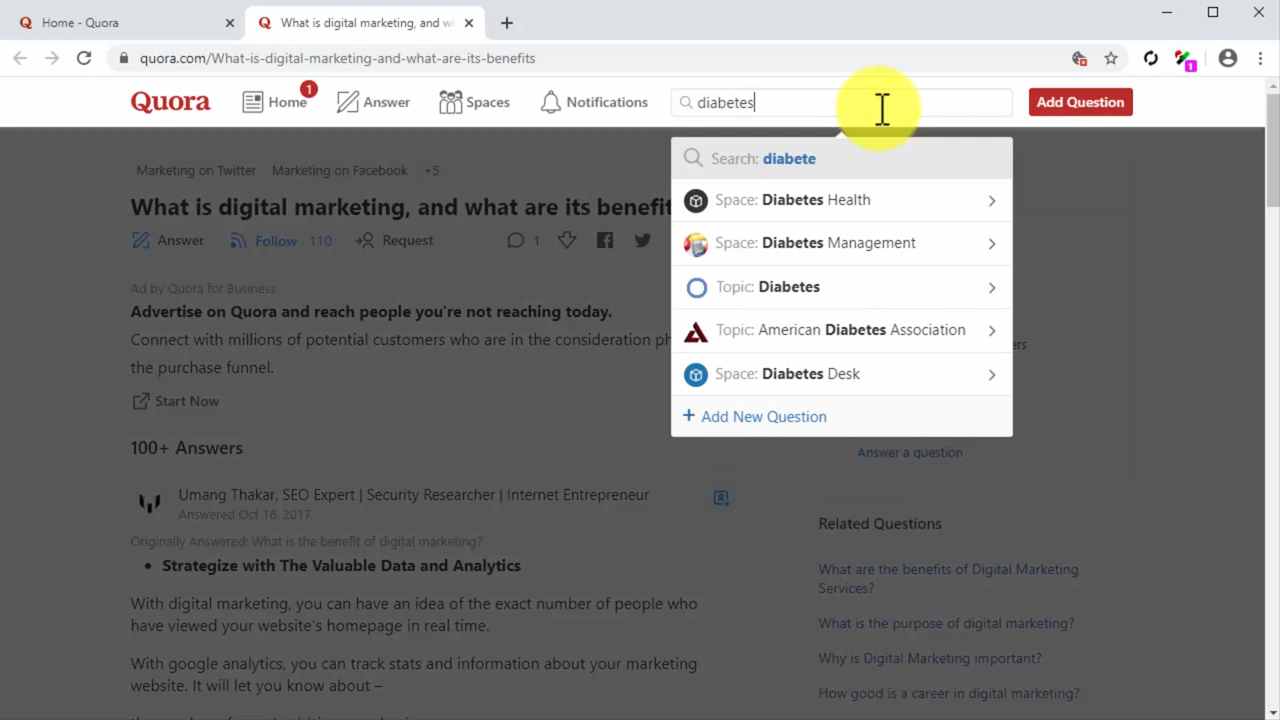 Home - Quora
What is digital marketing, and w
quora.com/What-is-digital-marketing-and-what-are-its-benefits
1
Quora
Home
1
Answer
Spaces
Notifications
diabetes
Add Question
Search: diabete
Space: Diabetes Health
Space: Diabetes Management
Topic: Diabetes
Topic: American Diabetes Association
Space: Diabetes Desk
+ Add New Question
Marketing on Twitter Marketing on Facebook +5
What is digital marketing, and what are its benefit
Answer Follow 110 Request 1
Ad by Quora for Business
Advertise on Quora and reach people you're not reaching today.
Connect with millions of potential customers who are in the consideration ph
the purchase funnel.
Start Now
100+ Answers
Umang Thakar, SEO Expert | Security Researcher | Internet Entrepreneur
Answered Oct 16, 2017
Originally Answered: What is the benefit of digital marketing?
• Strategize with The Valuable Data and Analytics
With digital marketing, you can have an idea of the exact number of people who
have viewed your website's homepage in real time.
With google analytics, you can track stats and information about your marketing
website. It will let you know about –
ers
Answer a question
Related Questions
What are the benefits of Digital Marketing
Services?
What is the purpose of digital marketing?
Why is Digital Marketing important?
How good is a career in digital marketing?